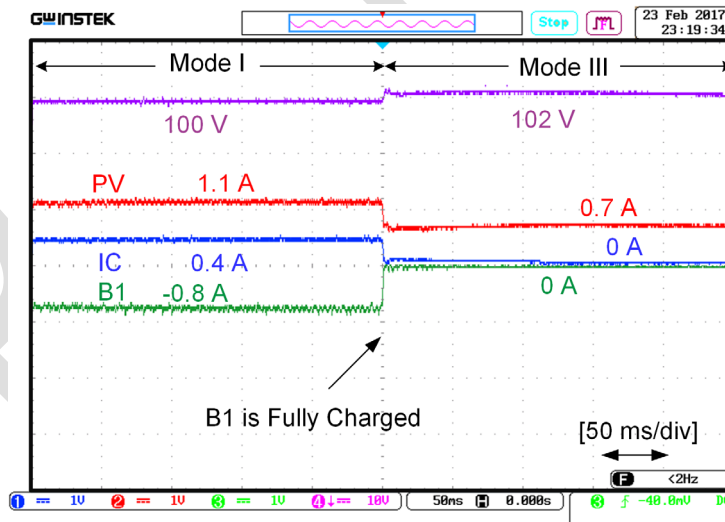 GWINSTEK
Stop
23 Feb 2017
23:19:34
Mode I
Mode III
100 V
102 V
PV 1.1 A
0.7 A
IC 0.4 A
0 A
B1 -0.8 A
0 A
B1 is Fully Charged
[50 ms/div]
F <2Hz
1 1V 2 1V 3 1V 4 10V 50ms H 0.000s 3 -40.0mV